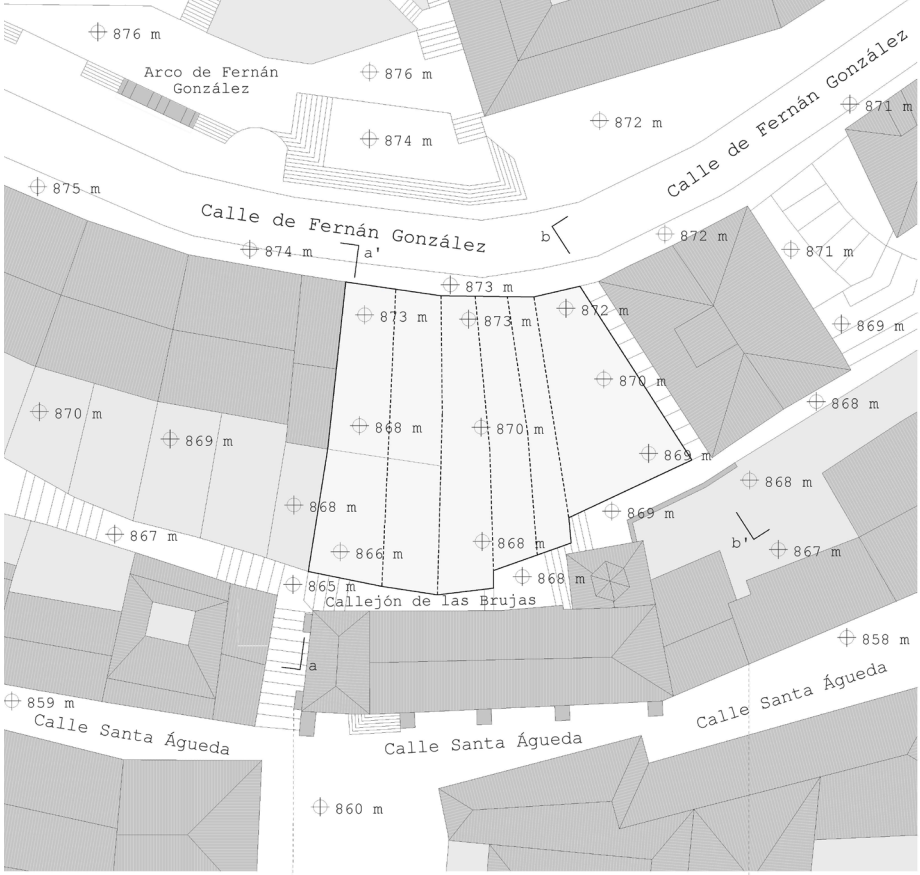 876 m
Arco de Fernán
González
876 m
874 m
872 m
871 m
Calle de Fernán González
875 m
Calle de Fernán González
874 m
a'
b
872 m
871 m
873 m
873 m
873 m
872 m
869 m
870 m
870 m
868 m
869 m
868 m
870 m
869 m
868 m
868 m
869 m
867 m
866 m
868 m
b'
867 m
865 m
868 m
Callejón de las Brujas
a
858 m
859 m
Calle Santa Águeda
Calle Santa Águeda
Calle Santa Águeda
860 m